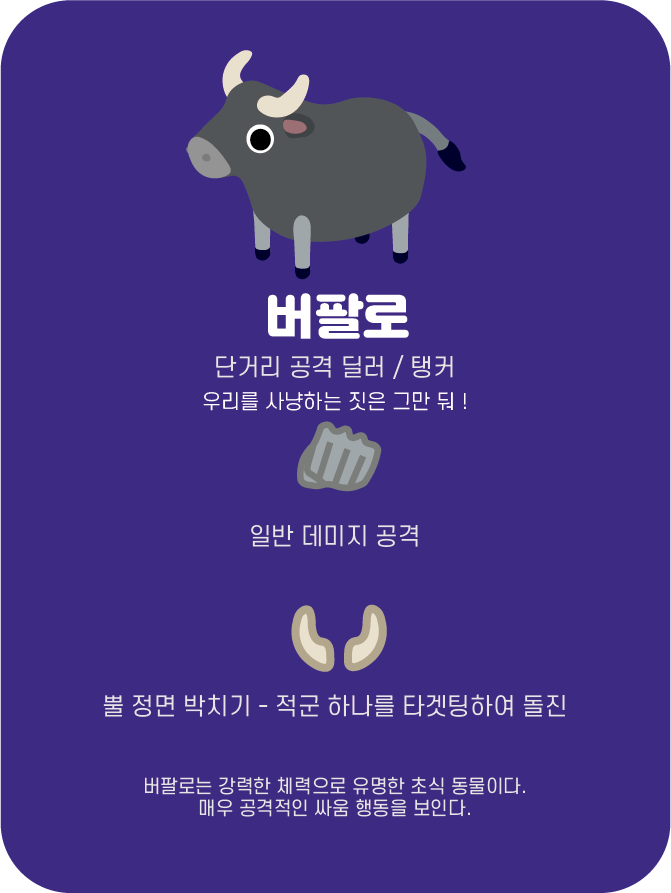 버팔로
단거리 공격 딜러 / 탱커
우리를 사냥하는 짓은 그만 둬 !
일반 데미지 공격
뿔 정면 박치기 - 적군 하나를 타겟팅하여 돌진
버팔로는 강력한 체력으로 유명한 초식 동물이다.
매우 공격적인 싸움 행동을 보인다.